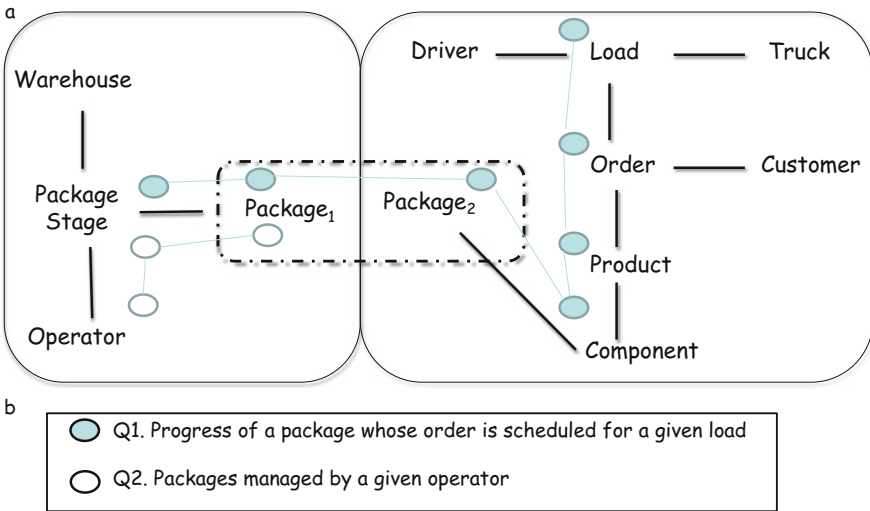 a
Driver
Load
Truck
Warehouse
Order
Customer
Package
Stage
Package1
Package2
Product
Operator
Component
b
Q1. Progress of a package whose order is scheduled for a given load
Q2. Packages managed by a given operator